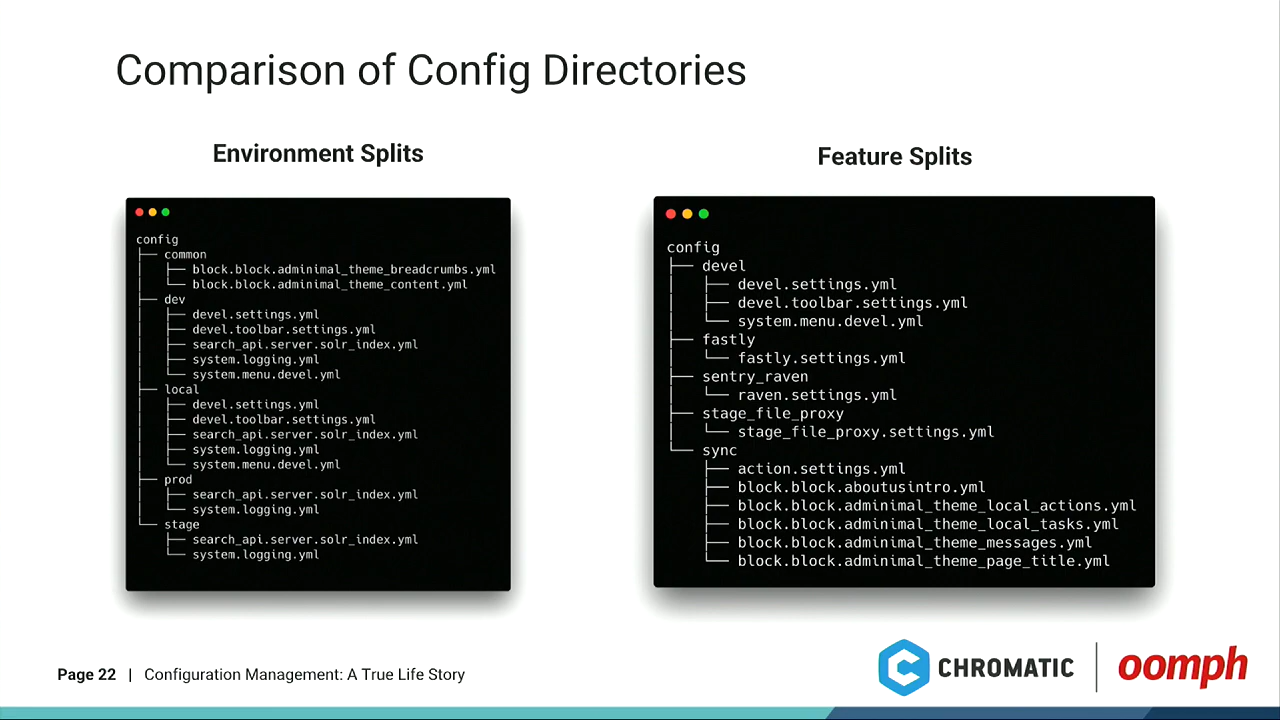 Comparison of Config Directories
Environment Splits
config
├── common
│   ├── block.block.adminimal_theme_breadcrumbs.yml
│   └── block.block.adminimal_theme_content.yml
├── dev
│   ├── devel.settings.yml
│   ├── devel.toolbar.settings.yml
│   ├── search_api.server.solr_index.yml
│   ├── system.logging.yml
│   └── system.menu.devel.yml
├── local
│   ├── devel.settings.yml
│   ├── devel.toolbar.settings.yml
│   ├── search_api.server.solr_index.yml
│   ├── system.logging.yml
│   └── system.menu.devel.yml
├── prod
│   ├── search_api.server.solr_index.yml
│   └── system.logging.yml
└── stage
    ├── search_api.server.solr_index.yml
    └── system.logging.yml
Feature Splits
config
├── devel
│   ├── devel.settings.yml
│   ├── devel.toolbar.settings.yml
│   └── system.menu.devel.yml
├── fastly
│   └── fastly.settings.yml
├── sentry_raven
│   └── raven.settings.yml
├── stage_file_proxy
│   └── stage_file_proxy.settings.yml
└── sync
    ├── action.settings.yml
    ├── block.block.aboutusintro.yml
    ├── block.block.adminimal_theme_local_actions.yml
    ├── block.block.adminimal_theme_local_tasks.yml
    ├── block.block.adminimal_theme_messages.yml
    └── block.block.adminimal_theme_page_title.yml
Page 22 | Configuration Management: A True Life Story
CHROMATIC | oomph